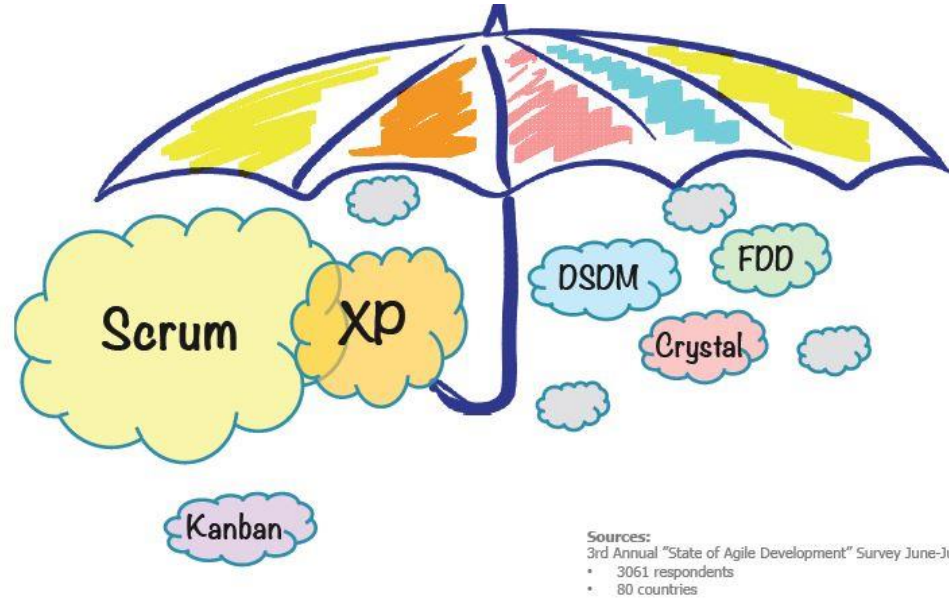 Scrum
XP
DSDM
FDD
Crystal
Kanban
Sources:
3rd Annual "State of Agile Development" Survey June-Ju
• 3061 respondents
• 80 countries